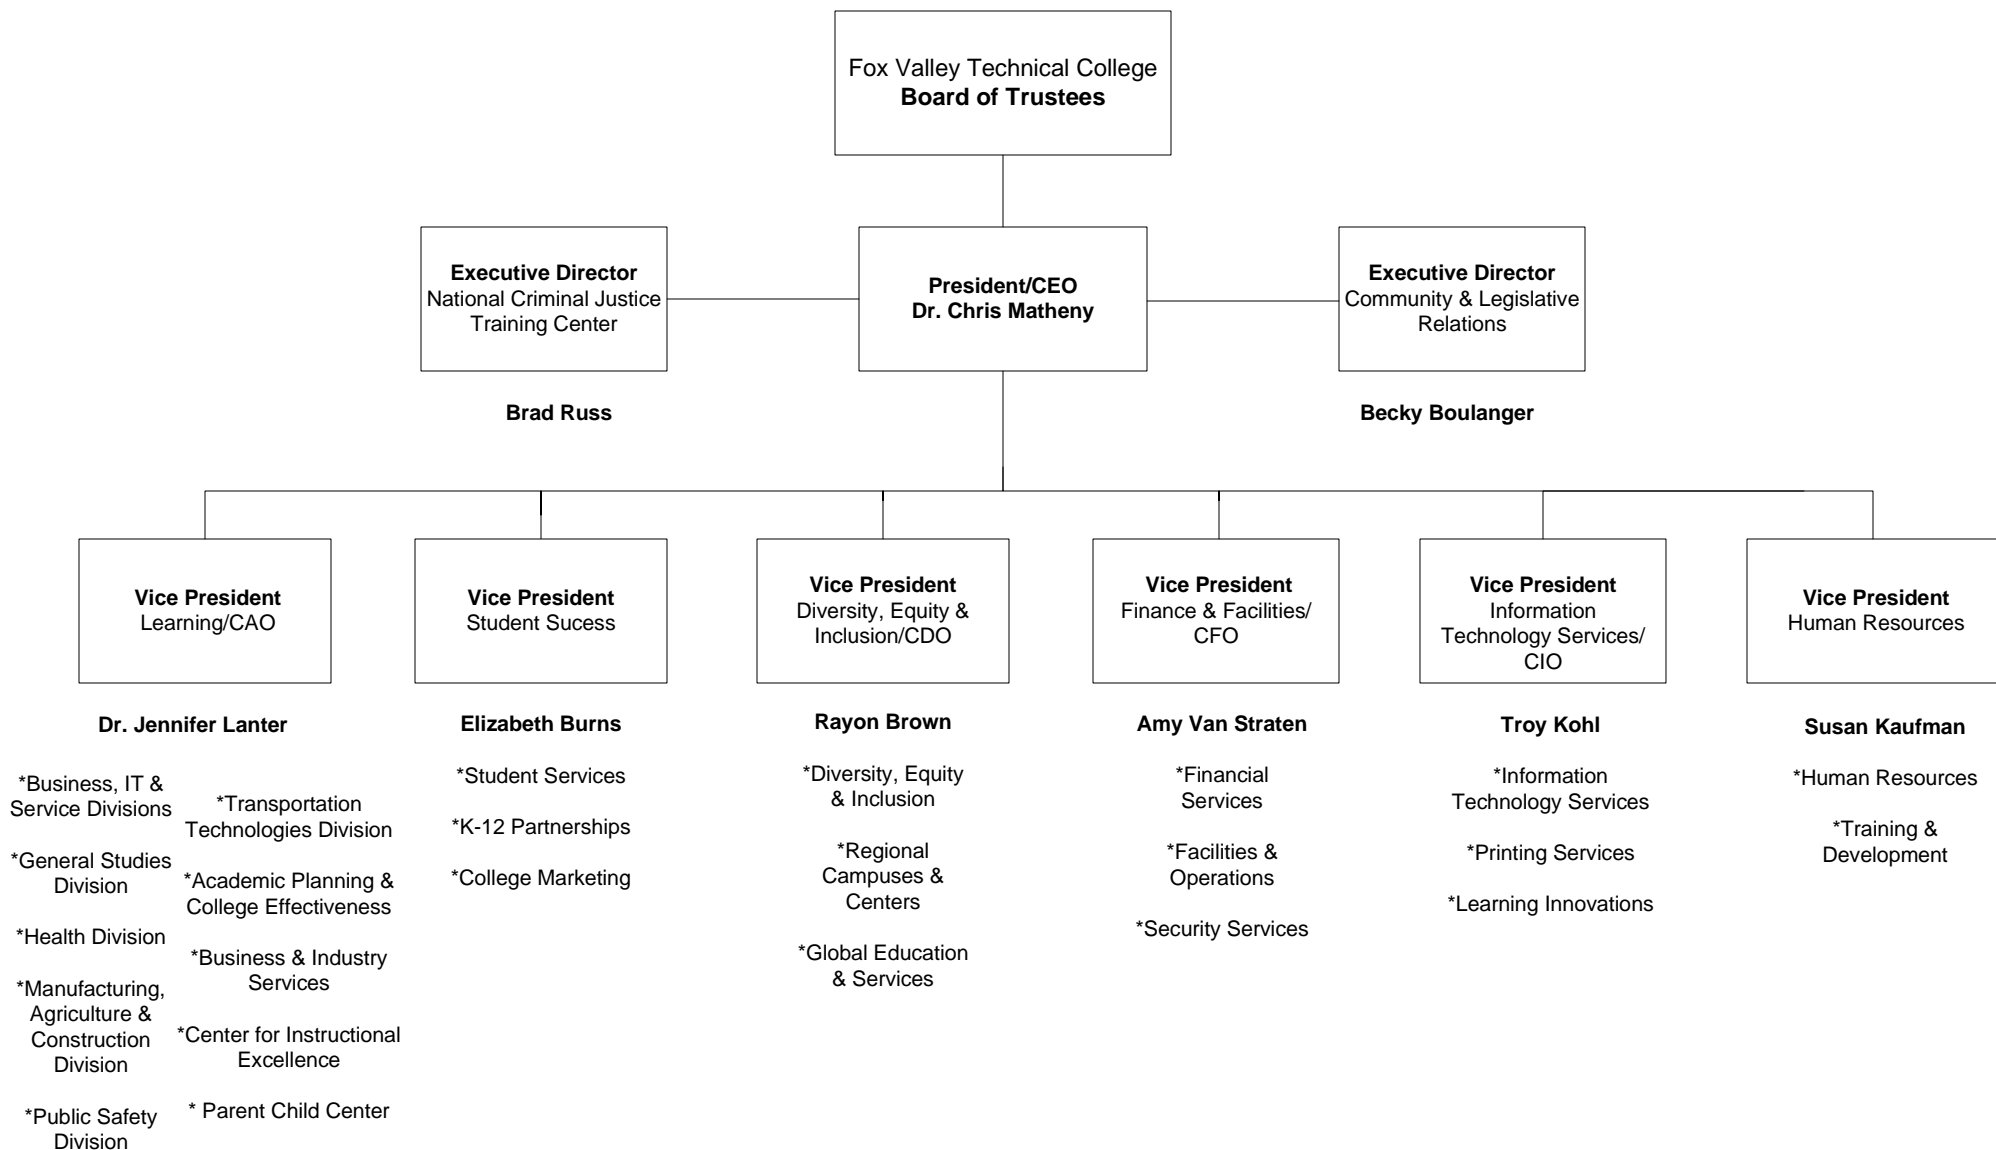 Fox Valley Technical College
Board of Trustees
Executive Director
National Criminal Justice
Training Center
President/CEO
Dr. Chris Matheny
Executive Director
Community & Legislative
Relations
Brad Russ
Becky Boulanger
Vice President
Learning/CAO
Vice President
Student Sucess
Vice President
Diversity, Equity &
Inclusion/CDO
Vice President
Finance & Facilities/
CFO
Vice President
Information
Technology Services/
CIO
Vice President
Human Resources
Dr. Jennifer Lanter
*Business, IT &
Service Divisions
*General Studies
Division
*Health Division
*Manufacturing,
Agriculture &
Construction
Division
*Public Safety
Division
*Transportation
Technologies Division
*Academic Planning &
College Effectiveness
*Business & Industry
Services
*Center for Instructional
Excellence
* Parent Child Center
Elizabeth Burns
*Student Services
*K-12 Partnerships
*College Marketing
Rayon Brown
*Diversity, Equity
& Inclusion
*Regional
Campuses &
Centers
*Global Education
& Services
Amy Van Straten
*Financial
Services
*Facilities &
Operations
*Security Services
Troy Kohl
*Information
Technology Services
*Printing Services
*Learning Innovations
Susan Kaufman
*Human Resources
*Training &
Development